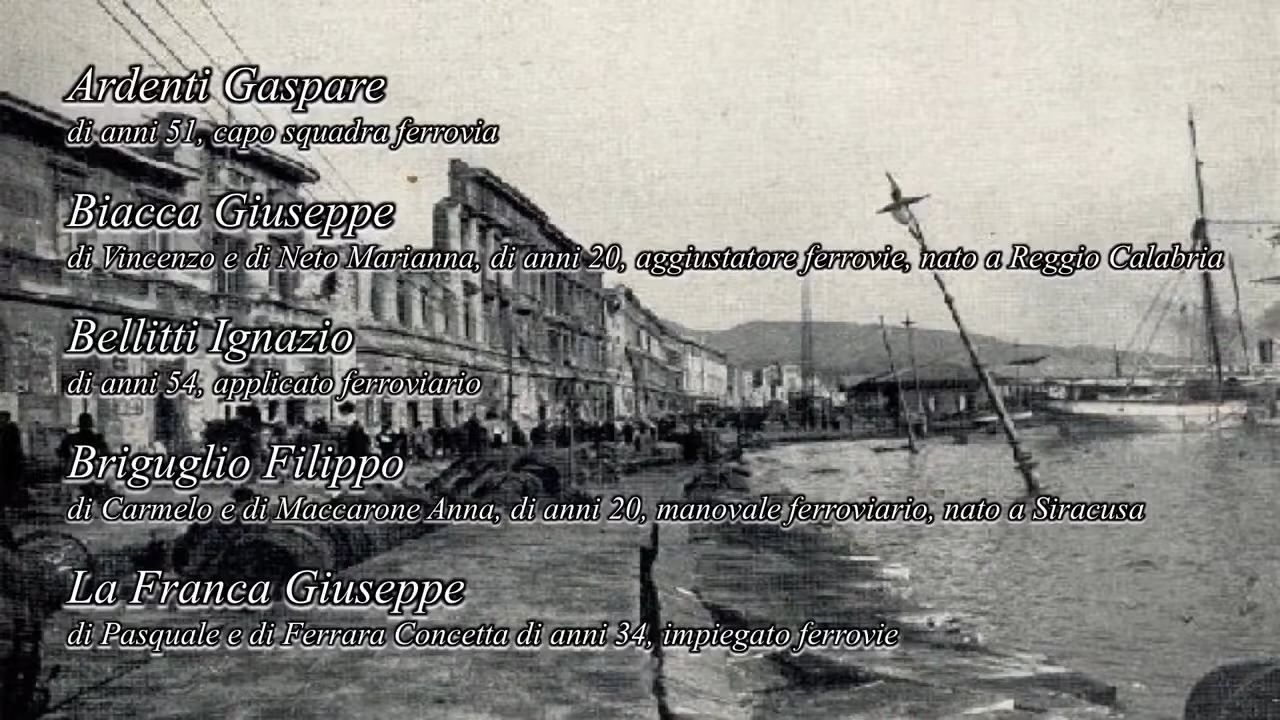 Ardenti Gaspare
di anni 51, capo squadra ferrovia
Biacca Giuseppe
di Vincenzo e di Neto Marianna, di anni 20, aggiustatore ferrovie, nato a Reggio Calabria
Bellitti Ignazio
di anni 54, applicato ferroviario
Briguglio Filippo
di Carmelo e di Maccarone Anna, di anni 20, manovale ferroviario, nato a Siracusa
La Franca Giuseppe
di Pasquale e di Ferrara Concetta di anni 34, impiegato ferrovie